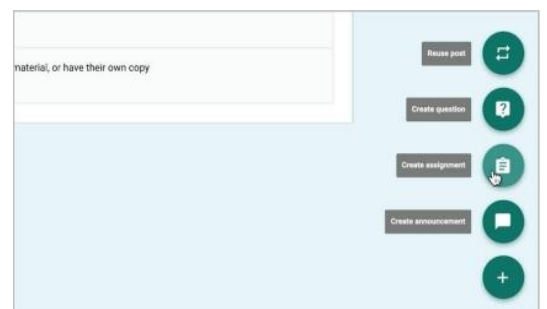 material, or have their own copy
Reuse post
Create question
Create assignment
Create announcement